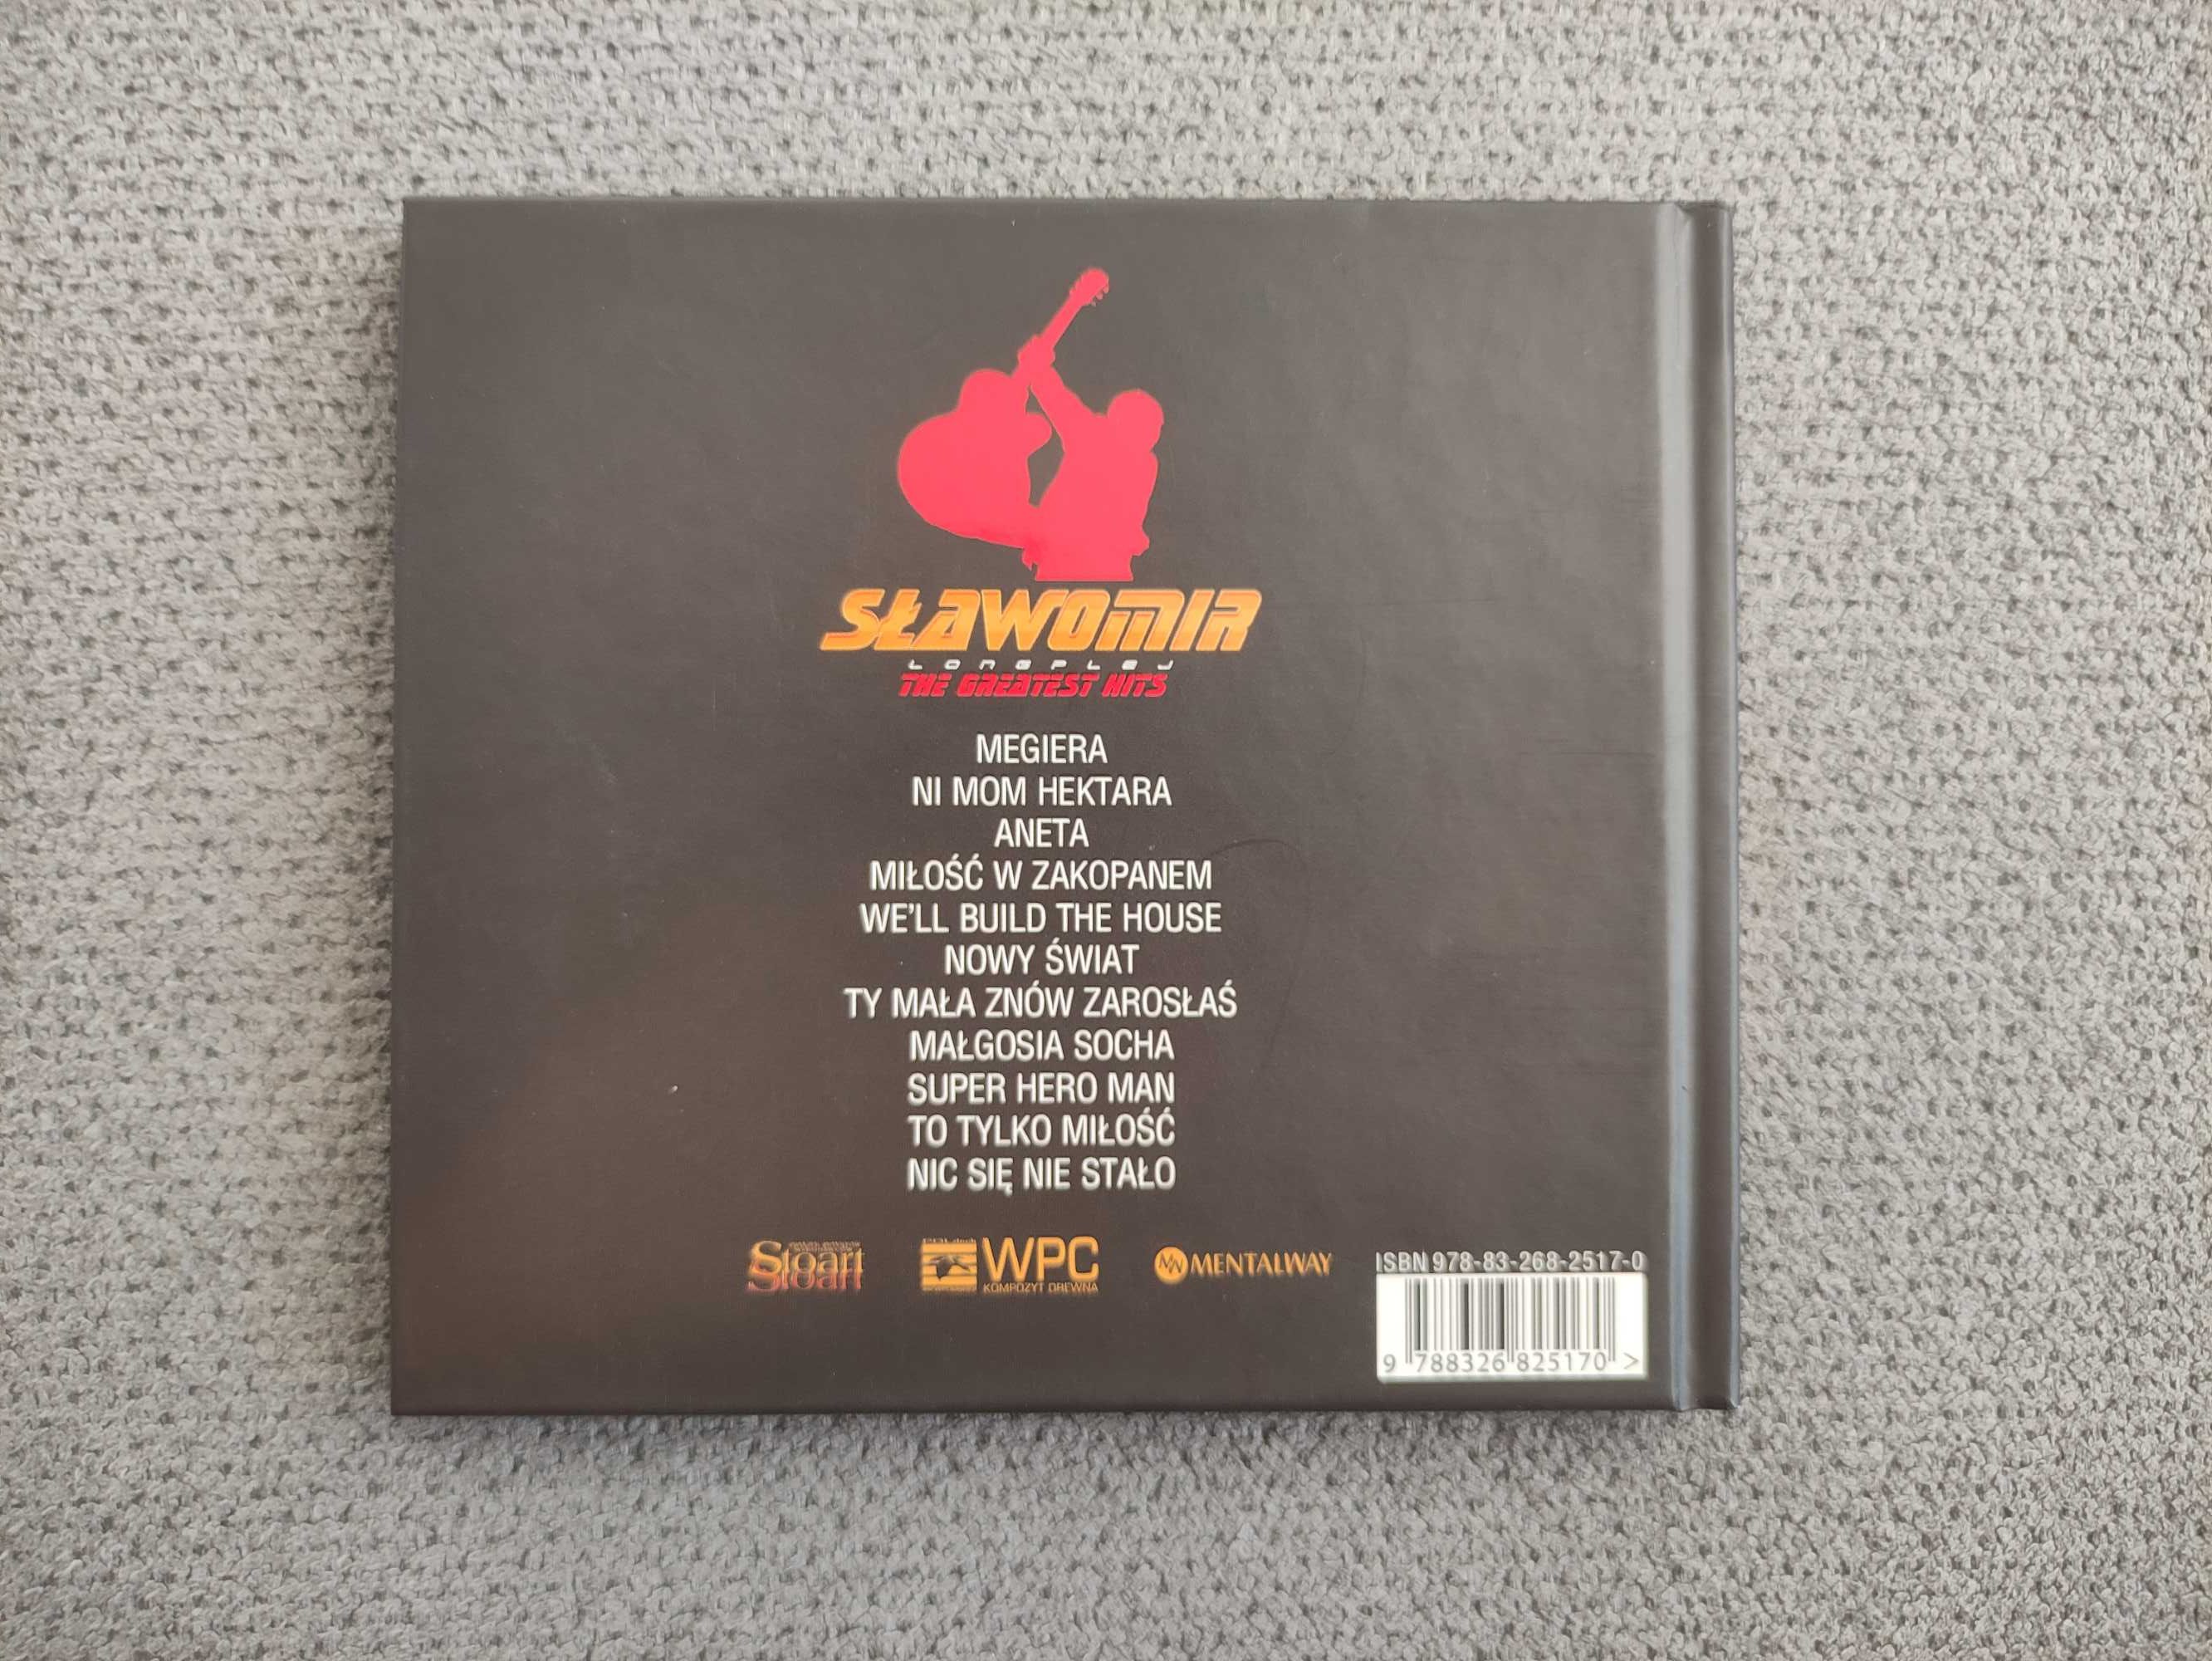 SŁAWOMIR
LONGPLEJ
THE GREATEST HITS
MEGIERA
NI MOM HEKTARA
ANETA
MIŁOŚĆ W ZAKOPANEM
WE'LL BUILD THE HOUSE
NOWY ŚWIAT
TY MAŁA ZNÓW ZAROSŁAŚ
MAŁGOSIA SOCHA
SUPER HERO MAN
TO TYLKO MIŁOŚĆ
NIC SIĘ NIE STAŁO
Stoart
WPC
KOMPOZYT DREWNA
MENTALWAY
ISBN 978-83-268-2517-0
9 788326 825170 >